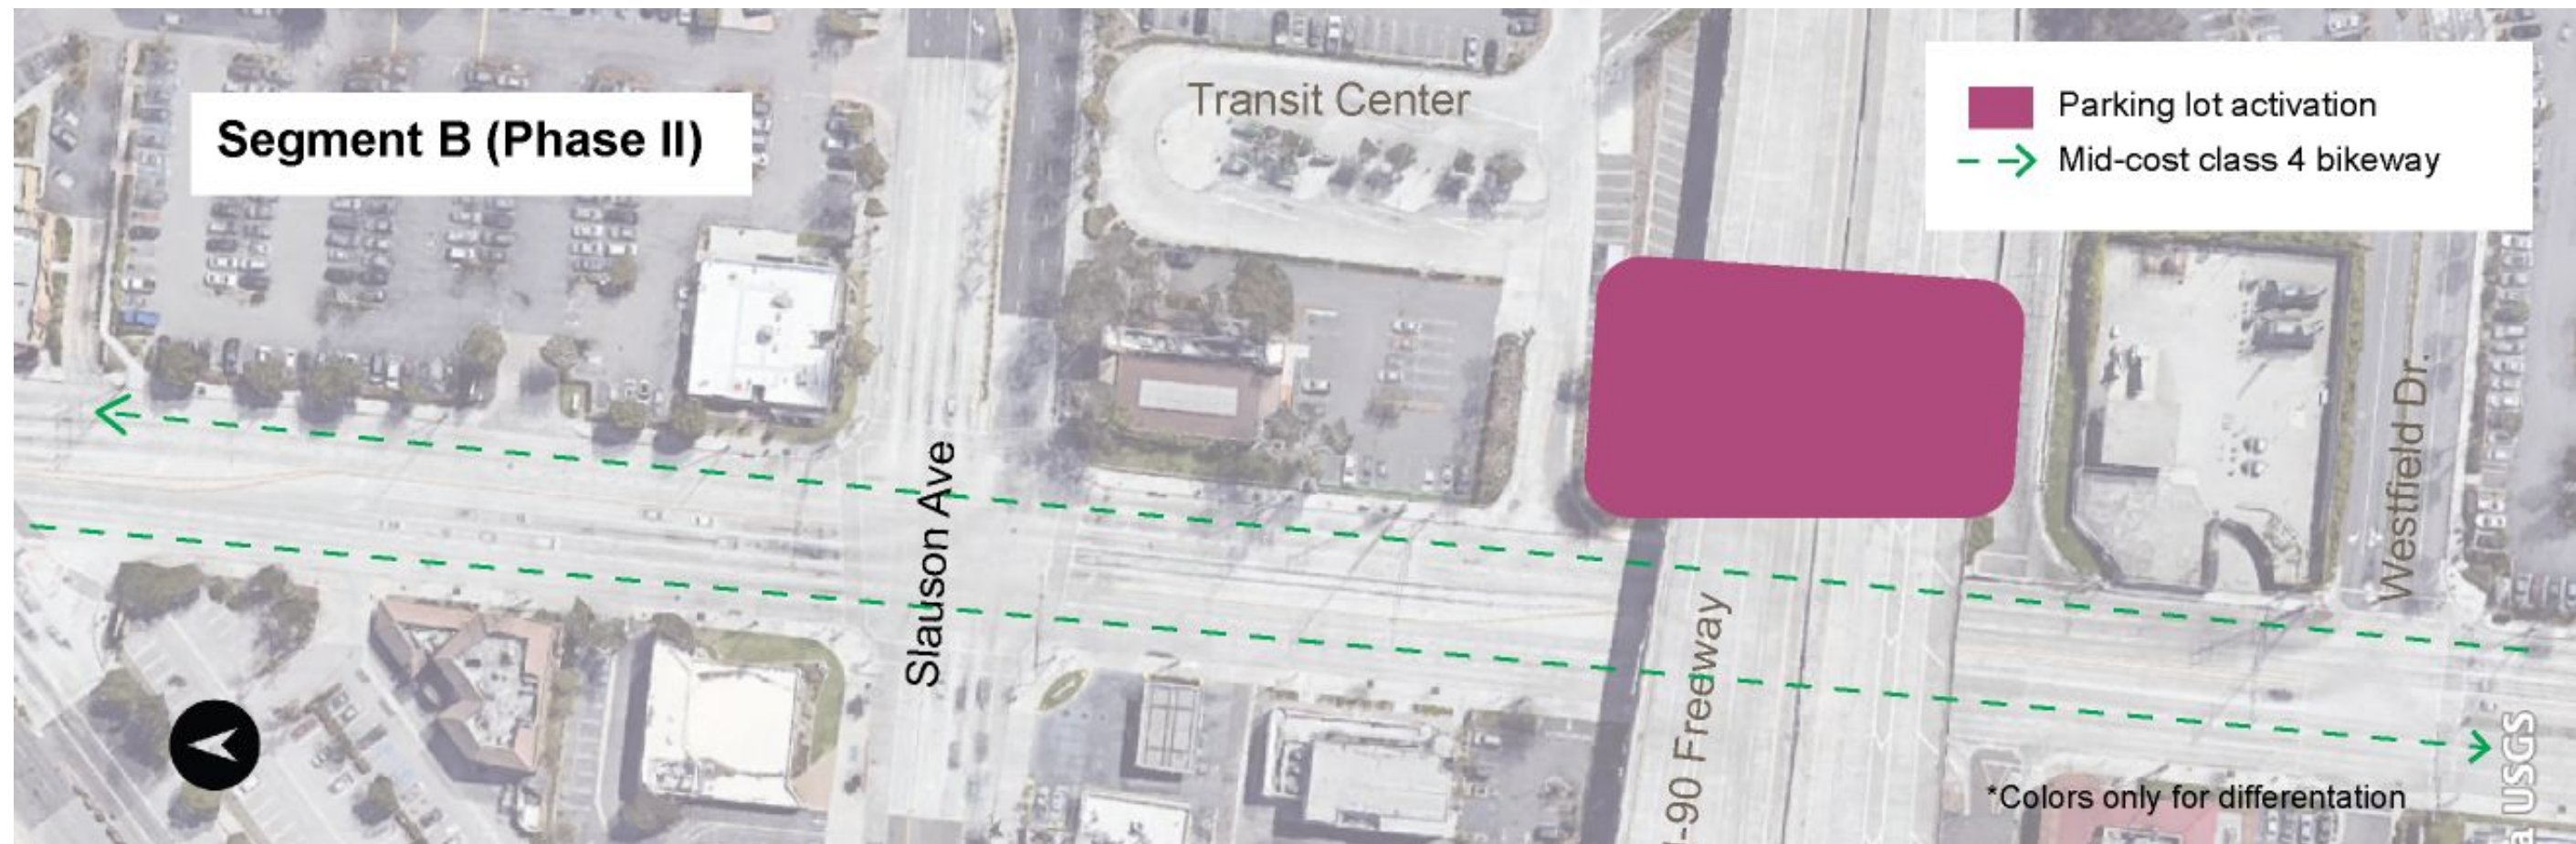 Segment B (Phase II)
Transit Center
Parking lot activation
Mid-cost class 4 bikeway
Slauson Ave
Westfield Dr.
-90 Freeway
*Colors only for differentation
USGS